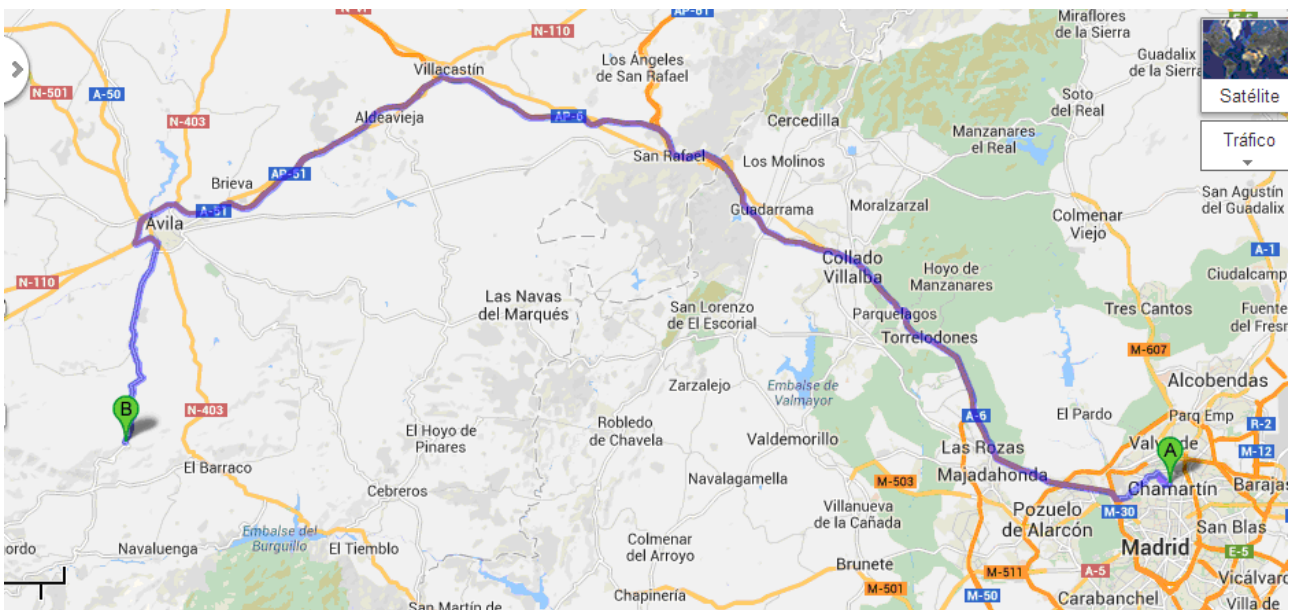 Miraflores
de la Sierra
AP-61
N-110
Los Ángeles
de San Rafael
Guadalix
de la Sierra
Villacastín
N-501
A-50
Satélite
Soto
del Real
N-403
Aldeavieja
AP-6
Cercedilla
Manzanares
el Real
Tráfico
San Rafael
Los Molinos
AP-51
Brieva
San Agustín
del Guadalix
A-51
Ávila
Guadarrama
Moralzarzal
Colmenar
Viejo
A-1
Collado
Villalba
Hoyo de
Manzanares
Ciudalcamp
N-110
Las Navas
del Marqués
San Lorenzo
de El Escorial
Parquelagos
Tres Cantos
Fuente
del Fresn
Torrelodones
M-607
Zarzalejo
Embalse de
Valmayor
Alcobendas
B
N-403
A-6
El Pardo
Parq Emp
R-2
El Hoyo de
Pinares
Robledo
de Chavela
Valdemorillo
Las Rozas
A
M-12
El Barraco
Majadahonda
Navalagamella
M-503
Chamartín
Barajas
Cebreros
Villanueva
de la Cañada
Pozuelo
de Alarcón
M-30
San Blas
Embalse del
Burguillo
Navaluenga
El Tiemblo
Colmenar
del Arroyo
Madrid
E-5
Brunete
M-511
A-5
Vicálvaro
Chapinería
M-501
M-50
Carabanchel
Villa de
San Martín de